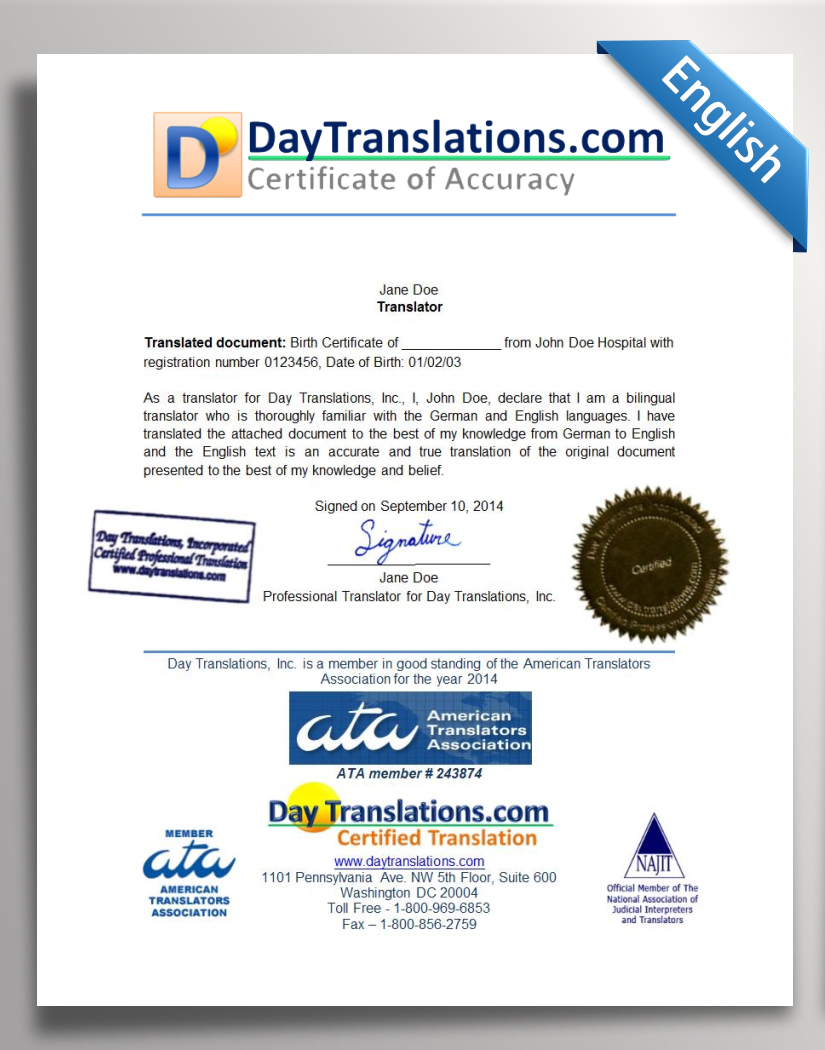 English
D
DayTranslations.com
Certificate of Accuracy
Jane Doe
Translator
Translated document: Birth Certificate of _____________ from John Doe Hospital with
registration number 0123456, Date of Birth: 01/02/03
As a translator for Day Translations, Inc., I, John Doe, declare that I am a bilingual
translator who is thoroughly familiar with the German and English languages. I have
translated the attached document to the best of my knowledge from German to English
and the English text is an accurate and true translation of the original document
presented to the best of my knowledge and belief.
Signed on September 10, 2014
Day Translations, Incorporated
Certified Professional Translation
www.daytranslations.com
Signature
Jane Doe
Professional Translator for Day Translations, Inc.
Certified
Day Translations, Inc. is a member in good standing of the American Translators
Association for the year 2014
ata American
Translators
Association
ATA member # 243874
Day Translations.com
Certified Translation
www.daytranslations.com
1101 Pennsylvania Ave. NW 5th Floor, Suite 600
Washington DC 20004
Toll Free - 1-800-969-6853
Fax – 1-800-856-2759
MEMBER
ata
AMERICAN
TRANSLATORS
ASSOCIATION
NAJIT
Official Member of The
National Association of
Judicial Interpreters
and Translators